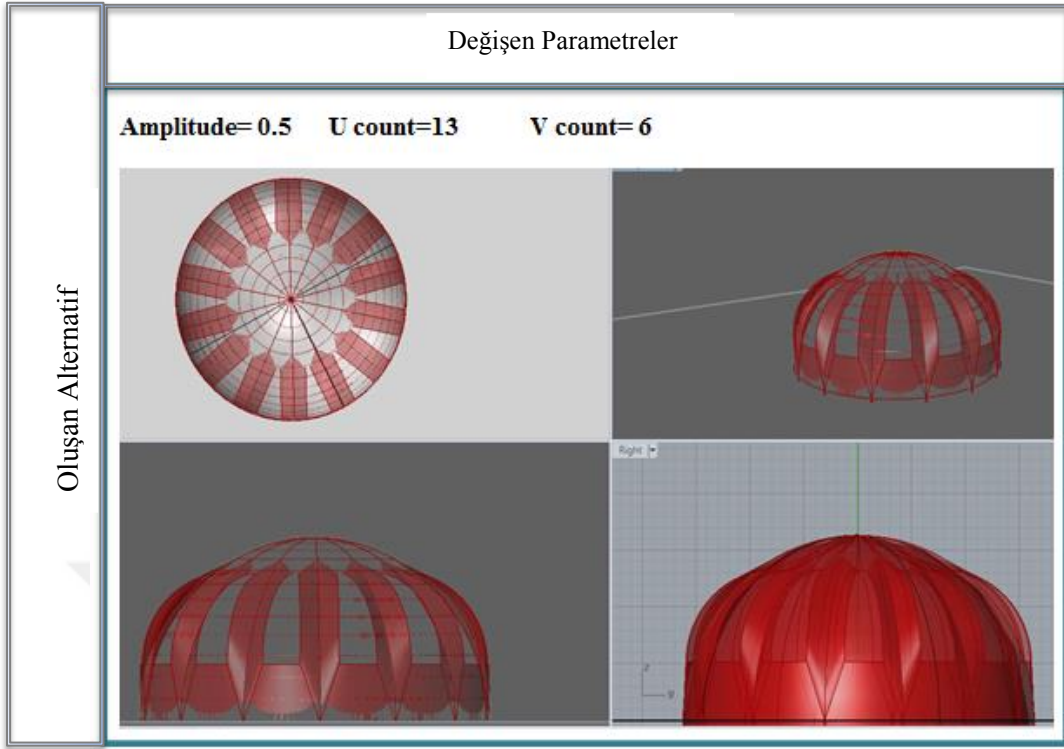 Değişen Parametreler
Oluşan Alternatif
Amplitude= 0.5 U count=13 V count= 6
Right
z
y